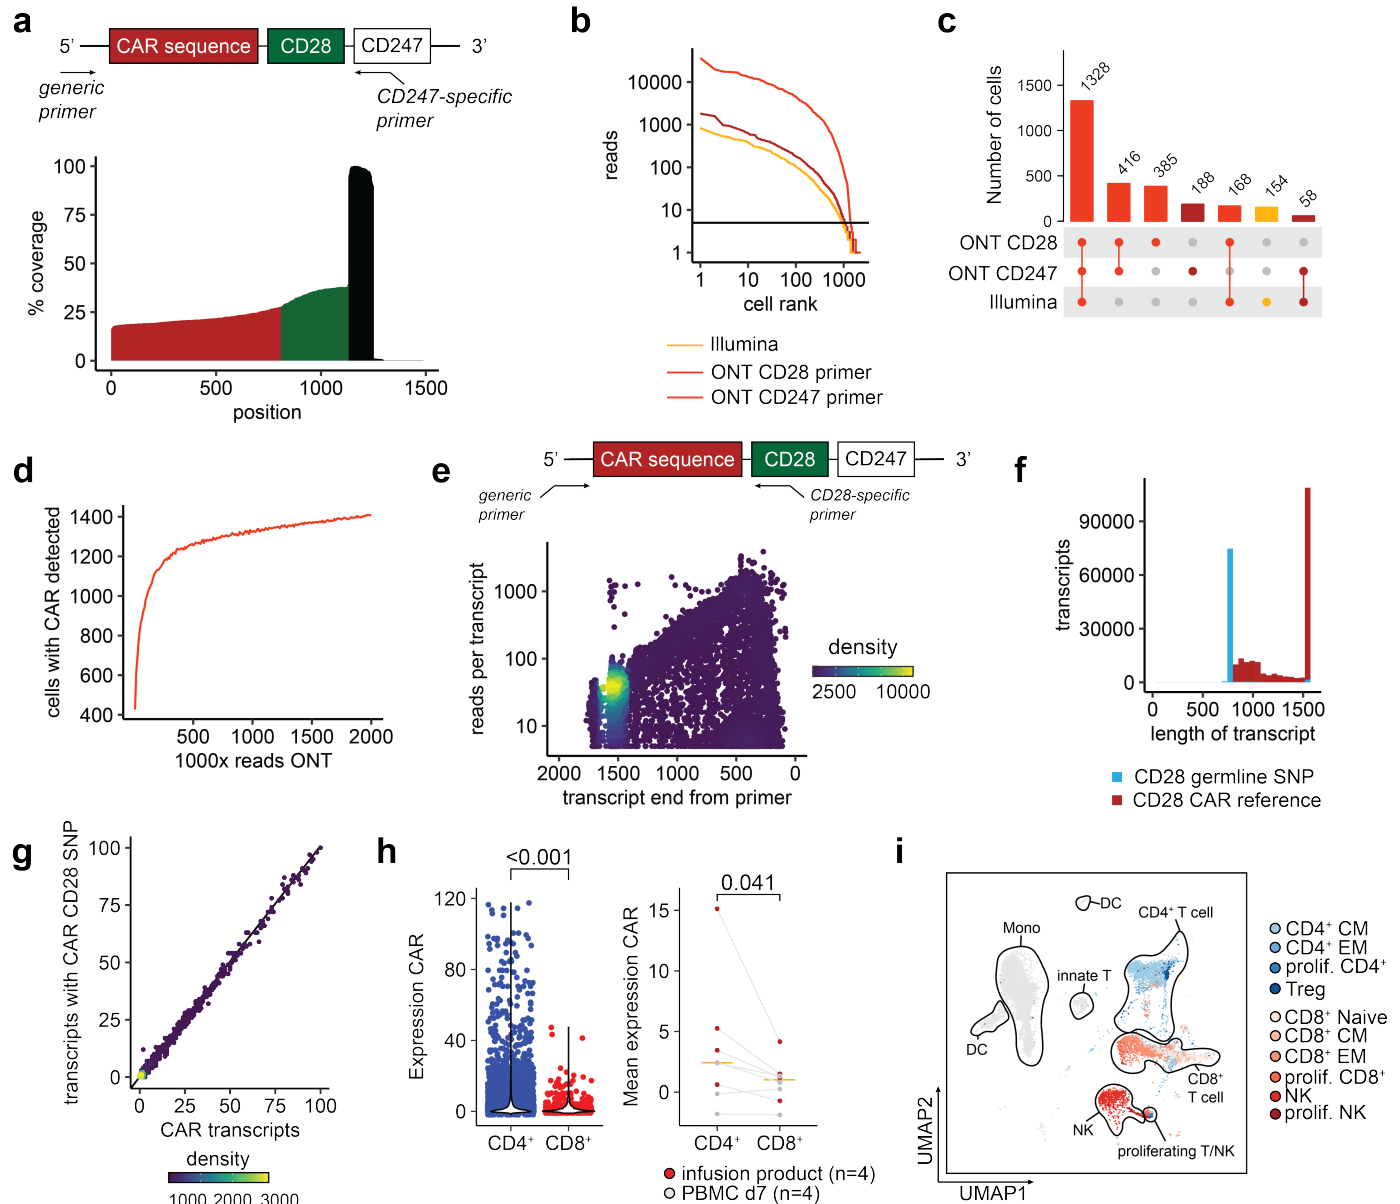 a
5’ CAR sequence CD28 CD247 3’
generic
primer
CD247-specific
primer
% coverage
100
75
50
25
0
0 500 1000 1500
position
b
reads
10000
1000
100
10
1
1 10 100 1000
cell rank
Illumina
ONT CD28 primer
ONT CD247 primer
c
Number of cells
1500
1000
500
0
1328 416 385 188 168 154 58
ONT CD28
ONT CD247
Illumina
d
cells with CAR detected
1400
1200
1000
800
600
400
500 1000 1500 2000
1000x reads ONT
e
5’ CAR sequence CD28 CD247 3’
generic
primer
CD28-specific
primer
reads per transcript
1000
100
10
2000 1500 1000 500 0
transcript end from primer
density
2500 10000
f
transcripts
90000
60000
30000
0
0 500 1000 1500
length of transcript
CD28 germline SNP
CD28 CAR reference
g
transcripts with CAR CD28 SNP
100
75
50
25
0
0 25 50 75 100
CAR transcripts
density
1000 2000 3000
h
<0.001
Expression CAR
120
80
40
0
CD4⁺ CD8⁺
0.041
Mean expression CAR
15
10
5
0
CD4⁺ CD8⁺
infusion product (n=4)
PBMC d7 (n=4)
i
DC
CD4⁺ T cell
Mono
innate T
DC
CD8⁺
T cell
NK
proliferating T/NK
UMAP2
UMAP1
CD4⁺ CM
CD4⁺ EM
prolif. CD4⁺
Treg
CD8⁺ Naive
CD8⁺ CM
CD8⁺ EM
prolif. CD8⁺
NK
prolif. NK